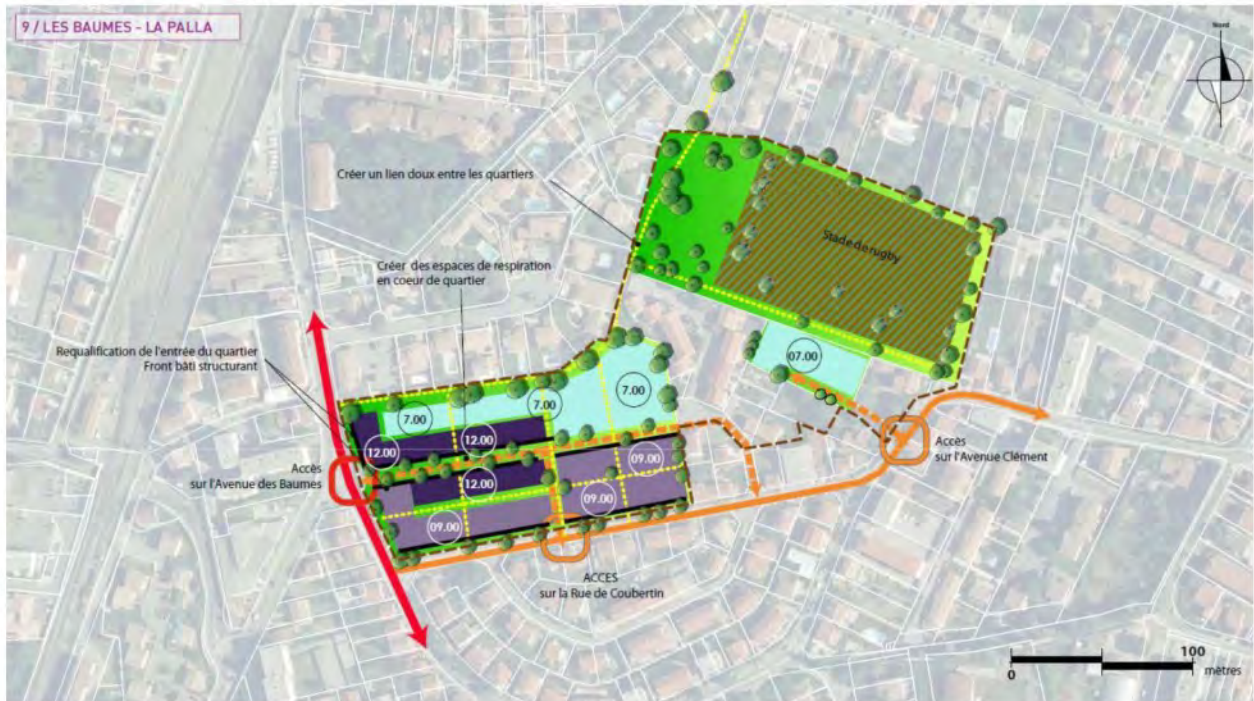 9 / LES BAUMES - LA PALLA
Nord
Créer un lien doux entre les quartiers
Stade de rugby
Créer des espaces de respiration
en coeur de quartier
Requalification de l'entrée du quartier
Front bâti structurant
07.00
7.00
7.00
7.00
12.00
12.00
12.00
09.00
09.00
09.00
Accès
sur l'Avenue des Baumes
Accès
sur l'Avenue Clément
ACCES
sur la Rue de Coubertin
0
100
mètres